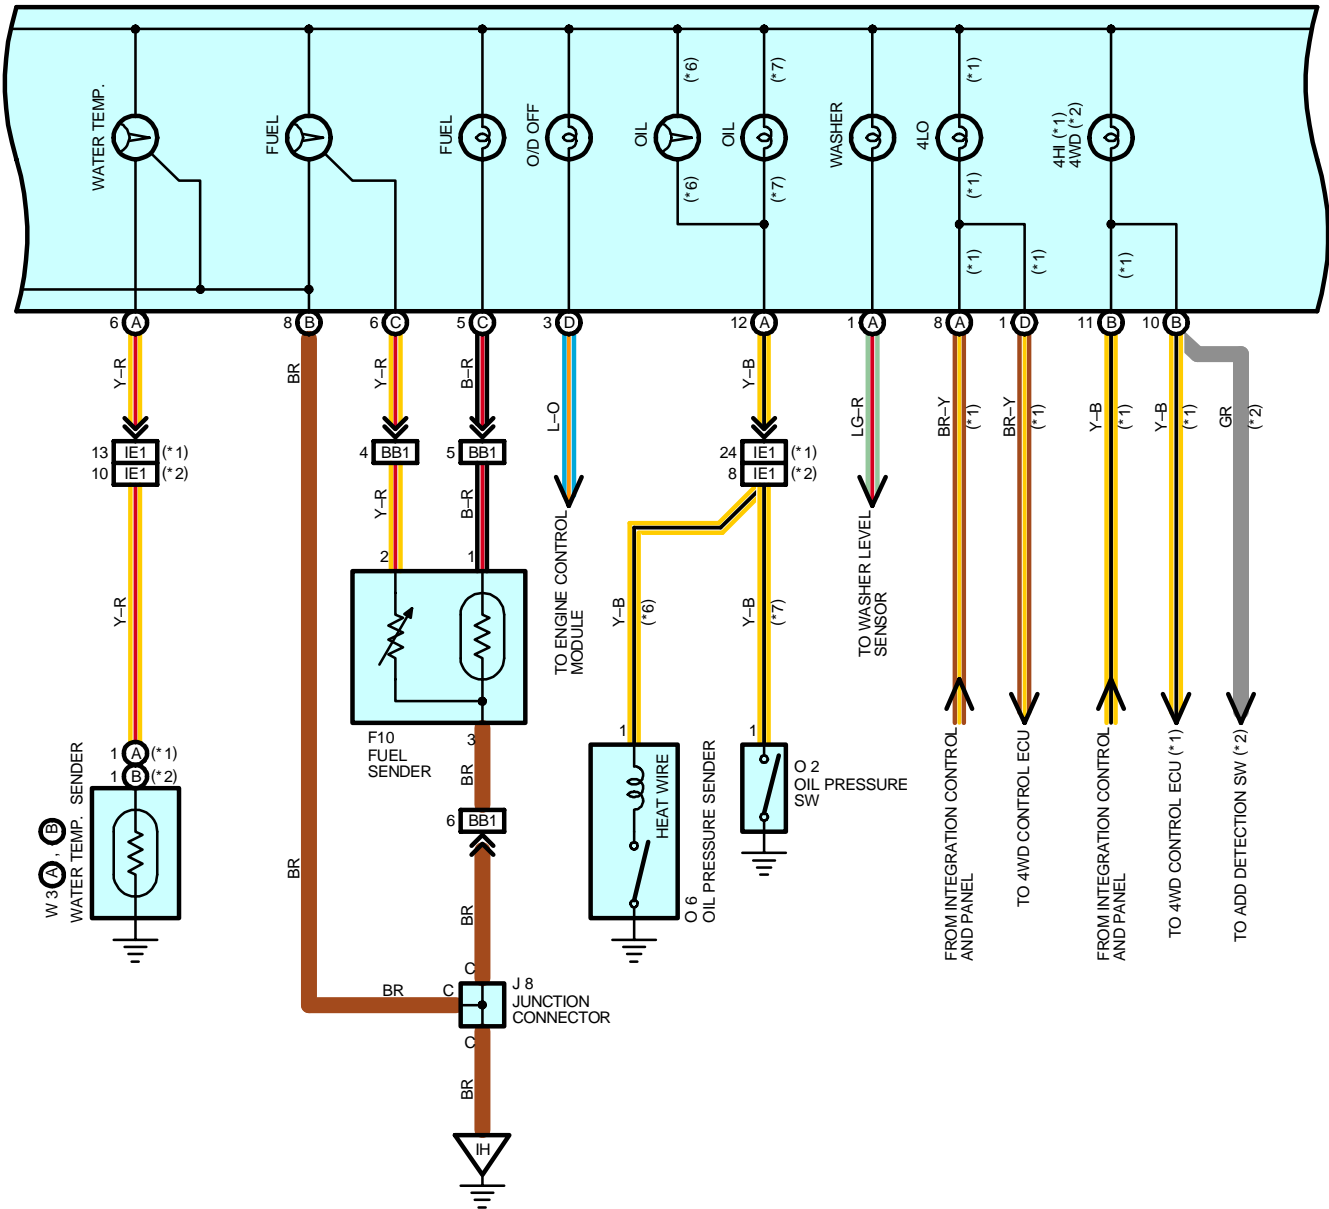 WATER TEMP.
FUEL
FUEL
O/D OFF
OIL
(*6)
(*6)
OIL
(*7)
(*7)
WASHER
4LO
(*1)
(*1)
(*1)
(*1)
4HI (*1)
4WD (*2)
(*1)
6 A
8 B
6 C
5 C
3 D
12 A
1 A
8 A
1 D
11 B
10 B
Y–R
BR
Y–R
B–R
L–O
Y–B
LG–R
BR–Y
(*1)
BR–Y
(*1)
Y–B
(*1)
Y–B
(*1)
GR
(*2)
13 IE1 (*1)
10 IE1 (*2)
4 BB1
5 BB1
24 IE1 (*1)
8 IE1 (*2)
Y–R
Y–R
B–R
2
1
TO ENGINE CONTROL
MODULE
Y–B
(*6)
Y–B
(*7)
TO WASHER LEVEL
SENSOR
1 A (*1)
1 B (*2)
W 3 A , B
WATER TEMP. SENDER
F10
FUEL
SENDER
3
BR
6 BB1
BR
BR
1
HEAT WIRE
O 6
OIL PRESSURE SENDER
1
O 2
OIL PRESSURE
SW
FROM INTEGRATION CONTROL
AND PANEL
TO 4WD CONTROL ECU
FROM INTEGRATION CONTROL
AND PANEL
TO 4WD CONTROL ECU (*1)
TO ADD DETECTION SW (*2)
BR
C
C
C
J 8
JUNCTION
CONNECTOR
BR
IH